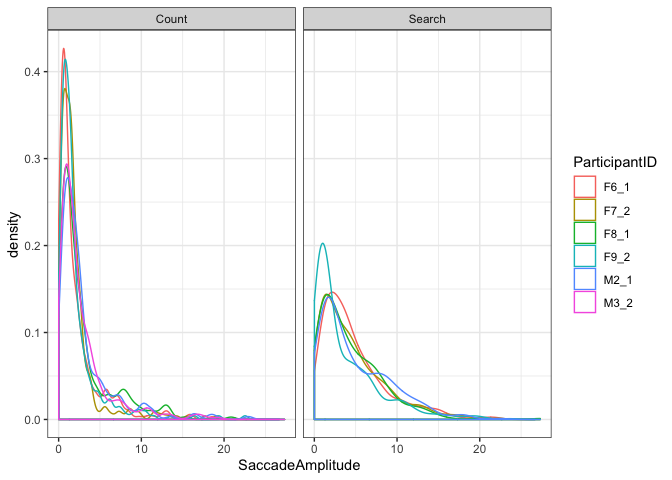 Count
Search
0.4
0.3
0.2
0.1
0.0
density
0 10 20
0 10 20
SaccadeAmplitude
ParticipantID
F6_1
F7_2
F8_1
F9_2
M2_1
M3_2